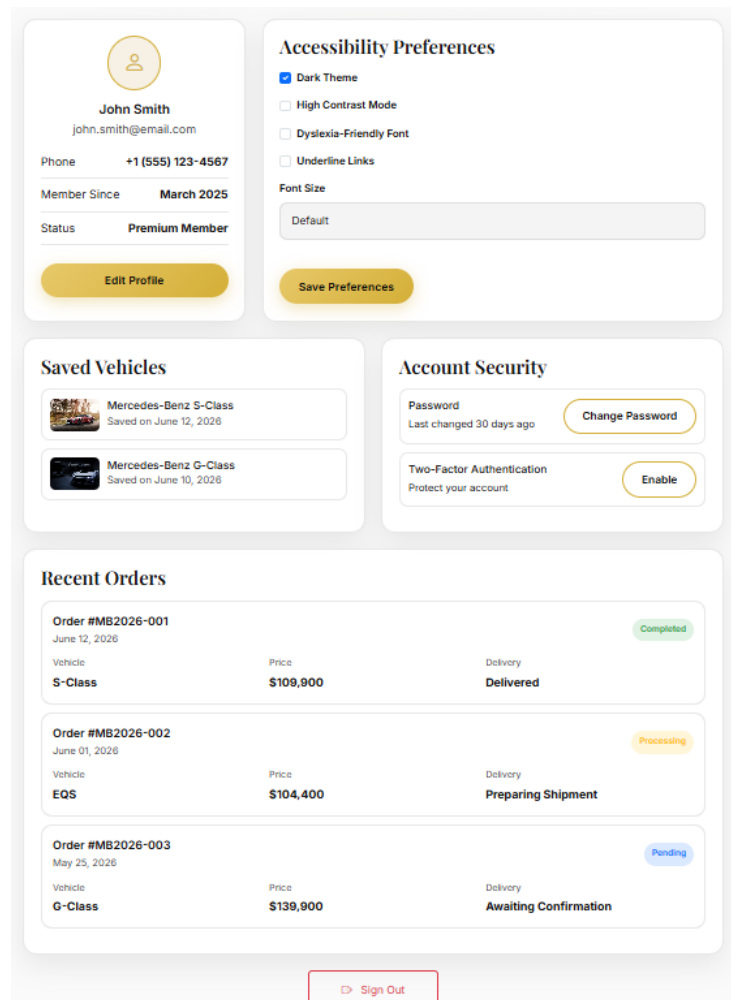 John Smith
john.smith@email.com
Phone +1 (555) 123-4567
Member Since March 2025
Status Premium Member
Edit Profile
Accessibility Preferences
Dark Theme
High Contrast Mode
Dyslexia-Friendly Font
Underline Links
Font Size
Default
Save Preferences
Saved Vehicles
Mercedes-Benz S-Class
Saved on June 12, 2026
Mercedes-Benz G-Class
Saved on June 10, 2026
Account Security
Password
Last changed 30 days ago
Change Password
Two-Factor Authentication
Protect your account
Enable
Recent Orders
Order #MB2026-001
June 12, 2026
Completed
Vehicle Price Delivery
S-Class $109,900 Delivered
Order #MB2026-002
June 01, 2026
Processing
Vehicle Price Delivery
EQS $104,400 Preparing Shipment
Order #MB2026-003
May 25, 2026
Pending
Vehicle Price Delivery
G-Class $139,900 Awaiting Confirmation
Sign Out